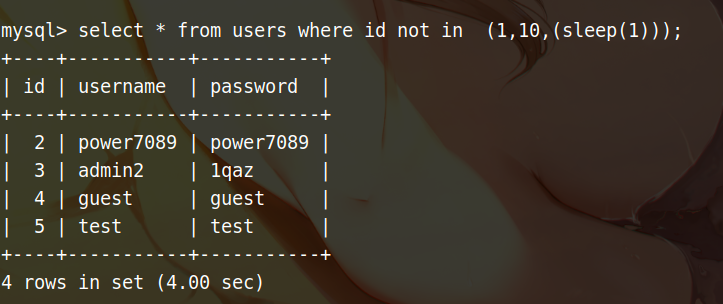 mysql> select * from users where id not in  (1,10,(sleep(1)));
+----+-----------+-----------+
| id | username  | password  |
+----+-----------+-----------+
|  2 | power7089 | power7089 |
|  3 | admin2    | 1qaz      |
|  4 | guest     | guest     |
|  5 | test      | test      |
+----+-----------+-----------+
4 rows in set (4.00 sec)